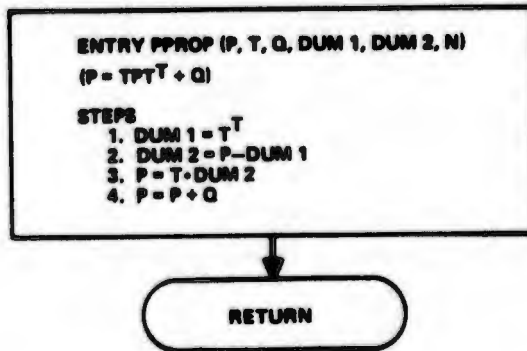 ENTRY PPROP (P, T, Q, DUM 1, DUM 2, N)
(P = TPT^T + Q)
STEPS
1. DUM 1 = T^T
2. DUM 2 = P–DUM 1
3. P = T·DUM 2
4. P = P + Q
RETURN